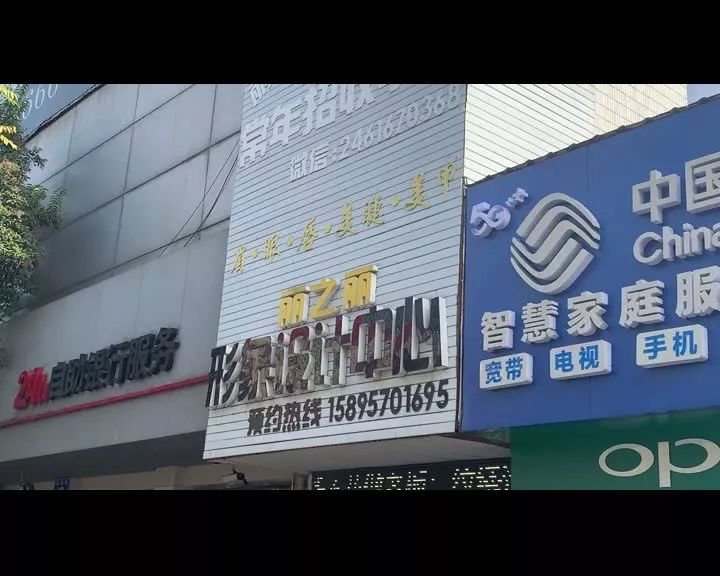 24h自助银行服务
常年招收
微信:2461670368
眉·眼·唇·美睫·美甲
丽之丽
形象设计中心
预约热线 15895701695
5G
中国
China
智慧家庭服
宽带 电视 手机